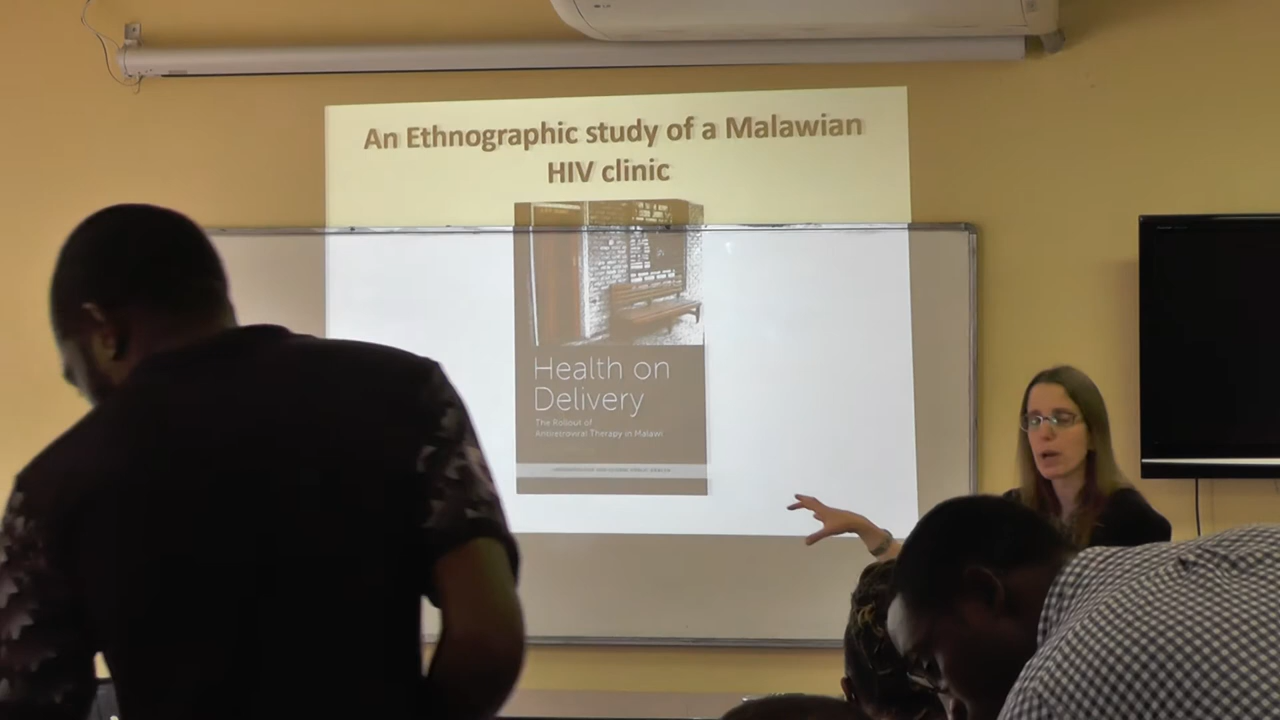 An Ethnographic study of a Malawian
HIV clinic
Health on
Delivery
The Rollout of
Antiretroviral Therapy in Malawi